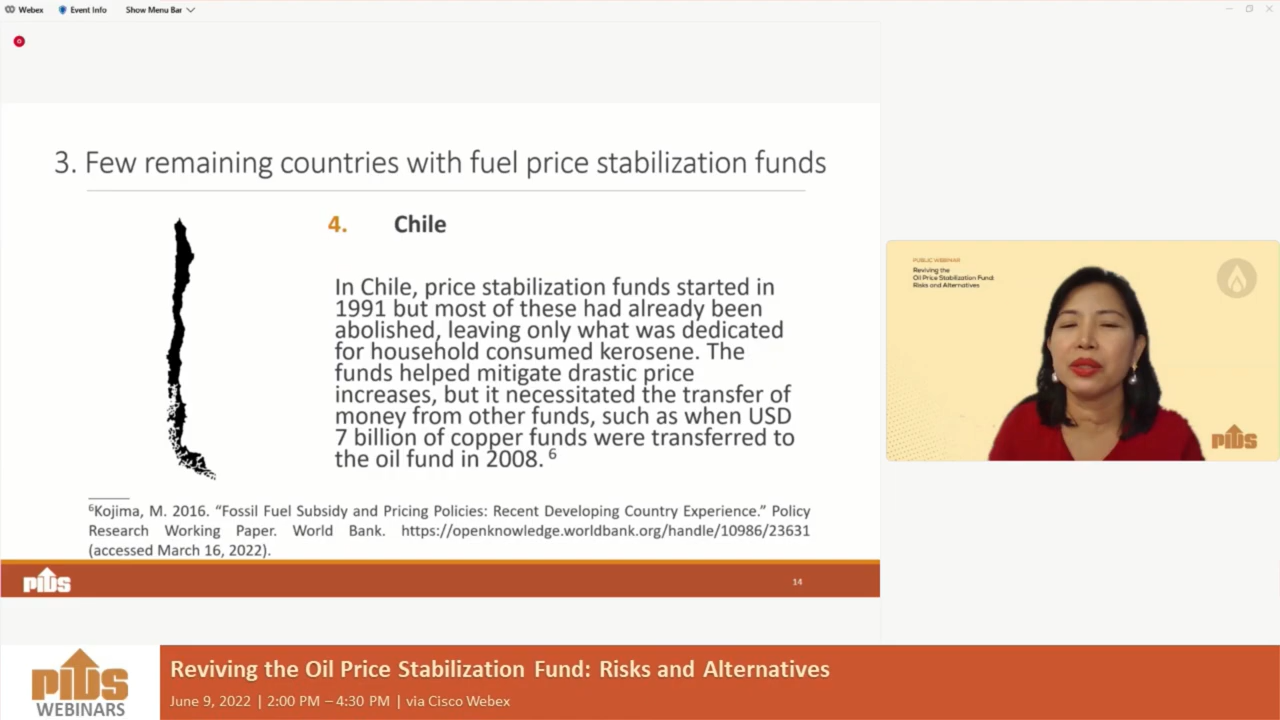 Webex Event Info Show Menu Bar
3. Few remaining countries with fuel price stabilization funds
4. Chile
In Chile, price stabilization funds started in
1991 but most of these had already been
abolished, leaving only what was dedicated
for household consumed kerosene. The
funds helped mitigate drastic price
increases, but it necessitated the transfer of
money from other funds, such as when USD
7 billion of copper funds were transferred to
the oil fund in 2008. 6
6Kojima, M. 2016. “Fossil Fuel Subsidy and Pricing Policies: Recent Developing Country Experience.” Policy
Research Working Paper. World Bank. https://openknowledge.worldbank.org/handle/10986/23631
(accessed March 16, 2022).
PIDS
14
PUBLIC WEBINAR
Reviving the
Oil Price Stabilization Fund:
Risks and Alternatives
PIDS
PIDS
WEBINARS
Reviving the Oil Price Stabilization Fund: Risks and Alternatives
June 9, 2022 | 2:00 PM – 4:30 PM | via Cisco Webex